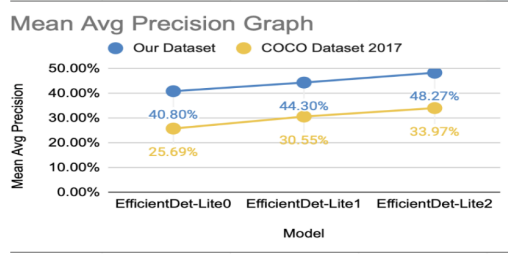 Mean Avg Precision Graph
Our Dataset COCO Dataset 2017
Mean Avg Precision
50.00%
40.00%
30.00%
20.00%
10.00%
0.00%
40.80% 44.30% 48.27%
25.69% 30.55% 33.97%
EfficientDet-Lite0 EfficientDet-Lite1 EfficientDet-Lite2
Model